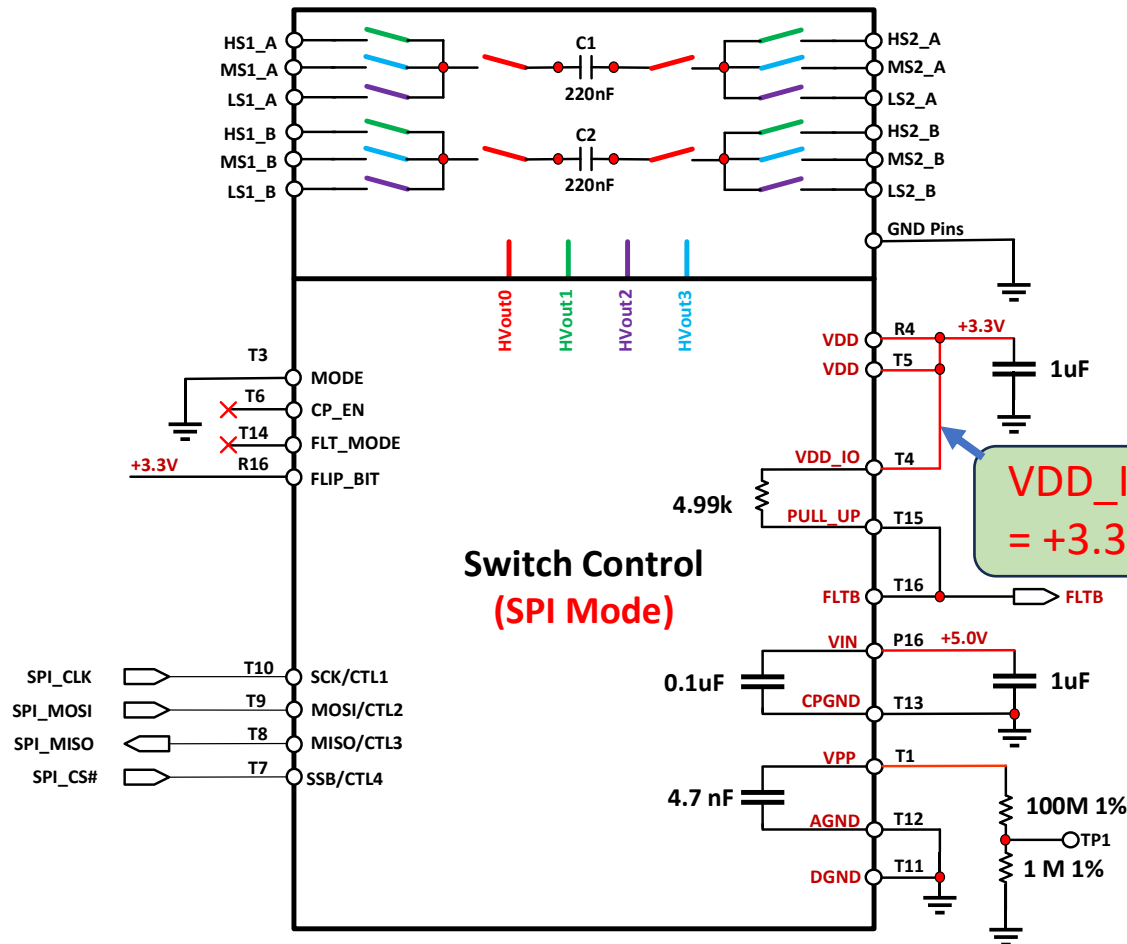 HS1_A
MS1_A
LS1_A
HS1_B
MS1_B
LS1_B
C1
220nF
C2
220nF
HS2_A
MS2_A
LS2_A
HS2_B
MS2_B
LS2_B
GND Pins
HVout0
HVout1
HVout2
HVout3
T3
MODE
T6
CP_EN
T14
FLT_MODE
+3.3V
R16
FLIP_BIT
VDD
R4
+3.3V
VDD
T5
1uF
VDD_IO
T4
4.99k
PULL_UP
T15
VDD_I
= +3.3
Switch Control
(SPI Mode)
FLTB
T16
FLTB
VIN
P16
+5.0V
0.1uF
1uF
CPGND
T13
SPI_CLK
T10
SCK/CTL1
SPI_MOSI
T9
MOSI/CTL2
SPI_MISO
T8
MISO/CTL3
SPI_CS#
T7
SSB/CTL4
VPP
T1
4.7 nF
100M 1%
AGND
T12
TP1
1 M 1%
DGND
T11